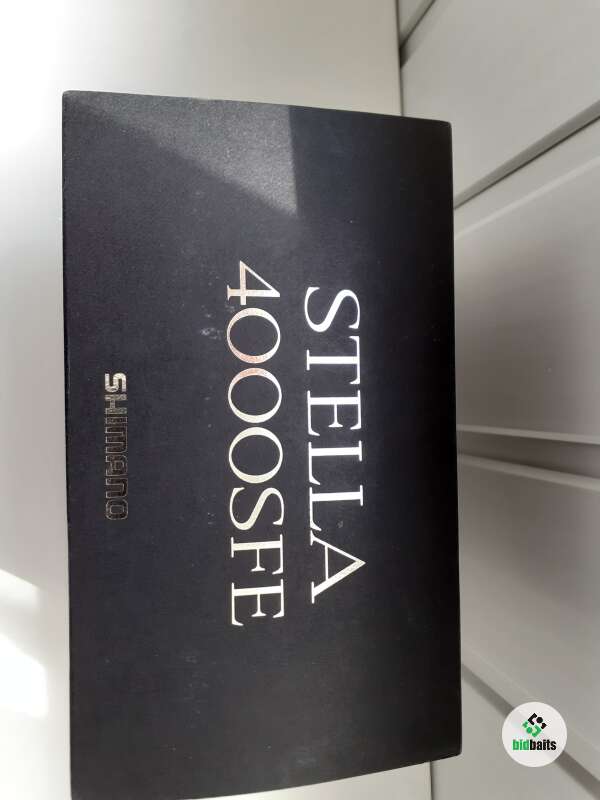 STELLA
4000SFE
SHIMANO
bidbaits